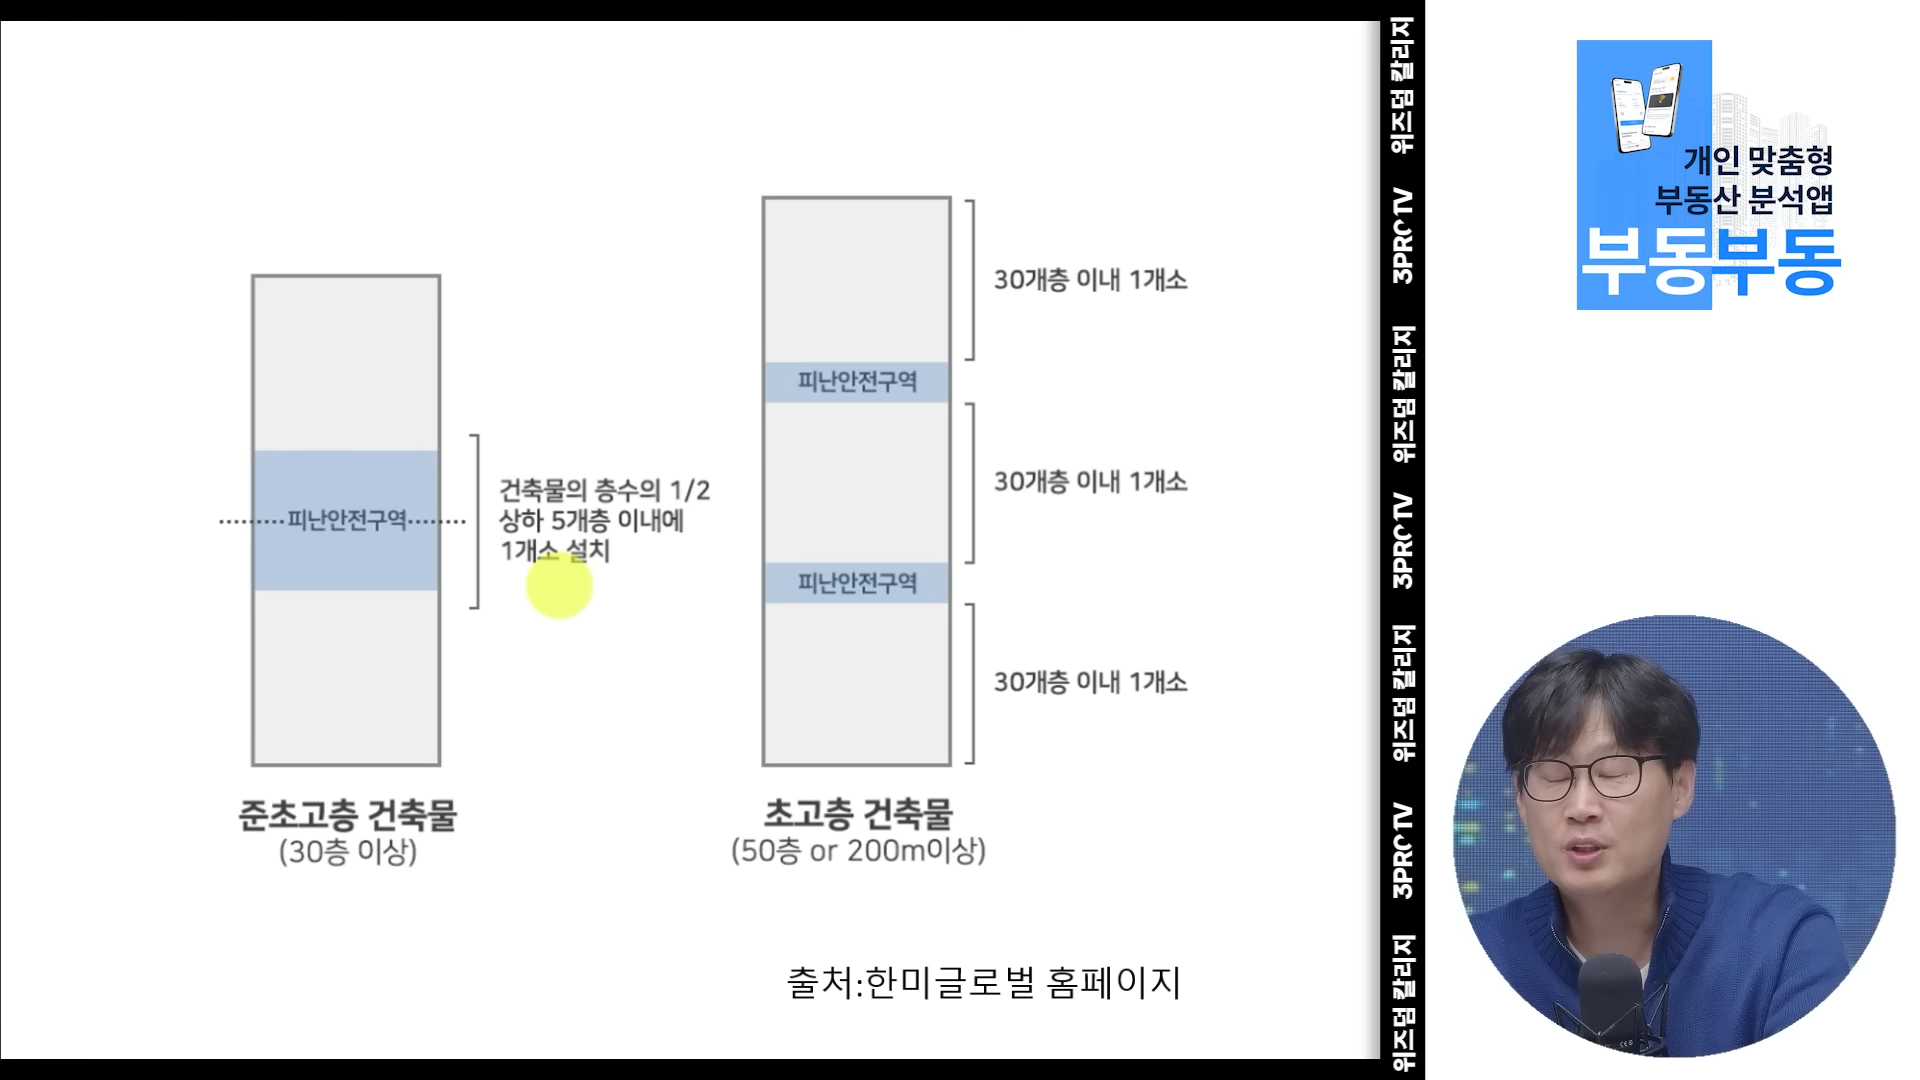 피난안전구역
건축물의 층수의 1/2
상하 5개층 이내에
1개소 설치
준초고층 건축물
(30층 이상)
30개층 이내 1개소
피난안전구역
30개층 이내 1개소
피난안전구역
30개층 이내 1개소
초고층 건축물
(50층 or 200m이상)
출처:한미글로벌 홈페이지
위즈덤 칼리지
3PROTV
위즈덤 칼리지
3PROTV
위즈덤 칼리지
3PROTV
위즈덤 칼리지
개인 맞춤형
부동산 분석앱
부동부동